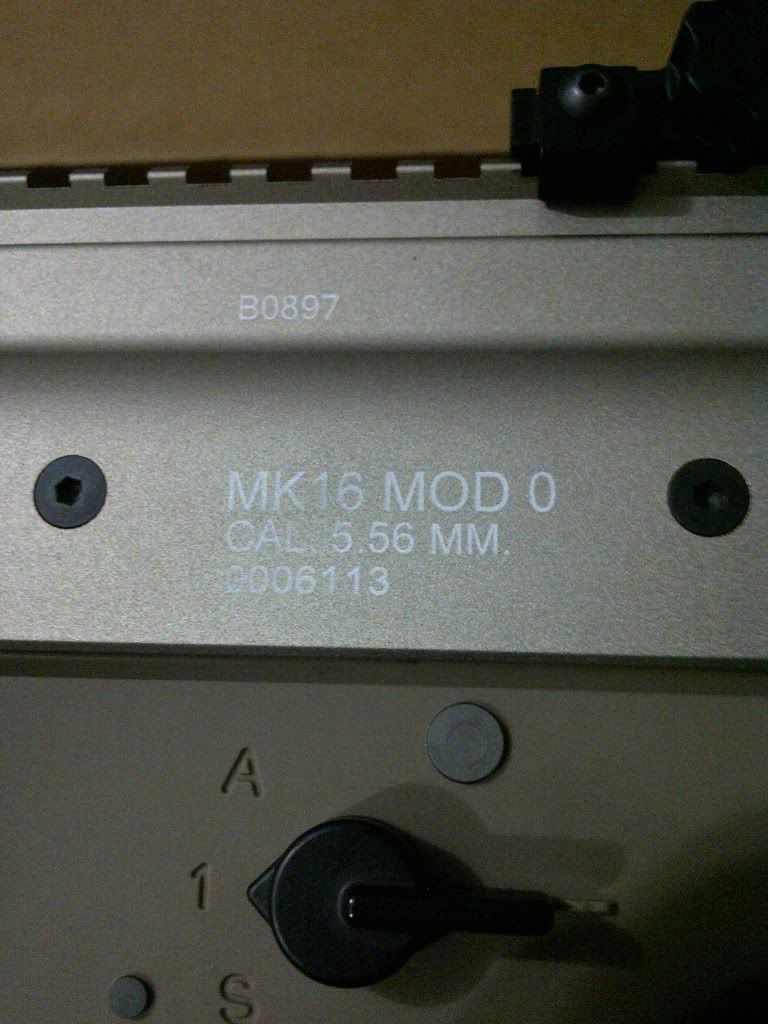 B0897
MK16 MOD 0
CAL. 5.56 MM.
0006113
A
1
S